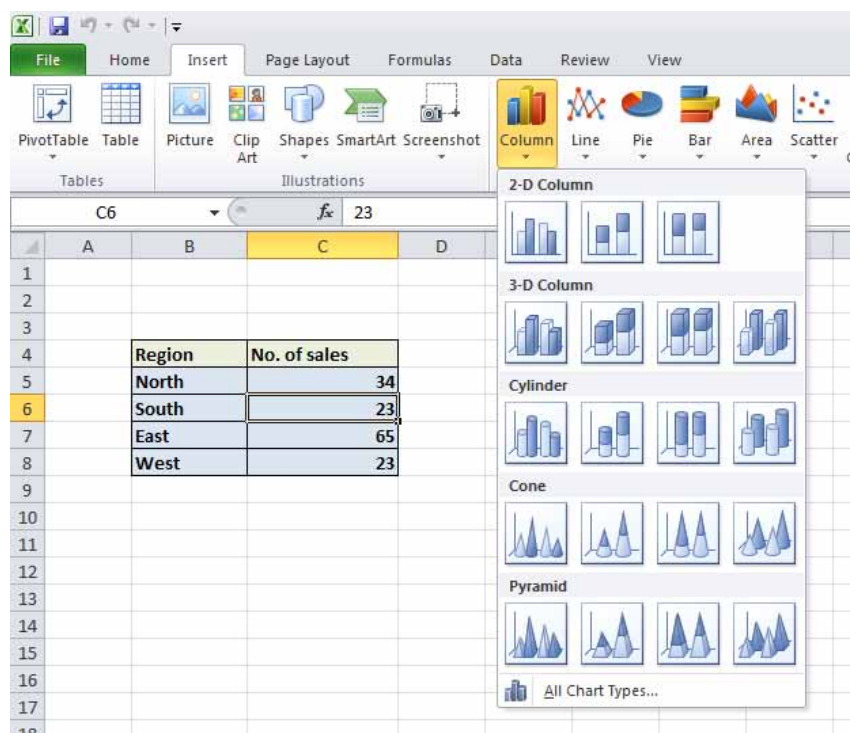 File Home Insert Page Layout Formulas Data Review View
PivotTable Table Picture Clip Art Shapes SmartArt Screenshot Column Line Pie Bar Area Scatter
Tables Illustrations
C6 fx 23
A B C D
1
2
3
4 Region No. of sales
5 North 34
6 South 23
7 East 65
8 West 23
9
10
11
12
13
14
15
16
17
2-D Column
3-D Column
Cylinder
Cone
Pyramid
All Chart Types...